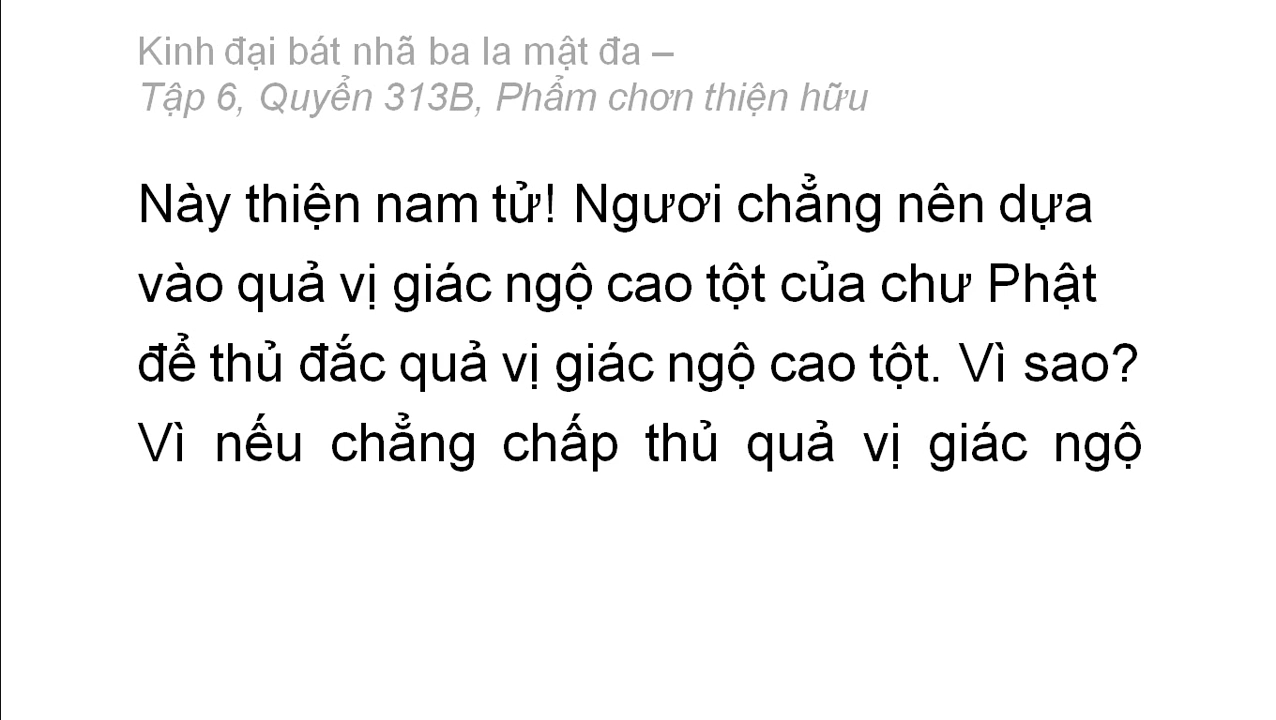 Kinh đại bát nhã ba la mật đa –
Tập 6, Quyển 313B, Phẩm chơn thiện hữu
Này thiện nam tử! Ngươi chẳng nên dựa
vào quả vị giác ngộ cao tột của chư Phật
để thủ đắc quả vị giác ngộ cao tột. Vì sao?
Vì nếu chẳng chấp thủ quả vị giác ngộ